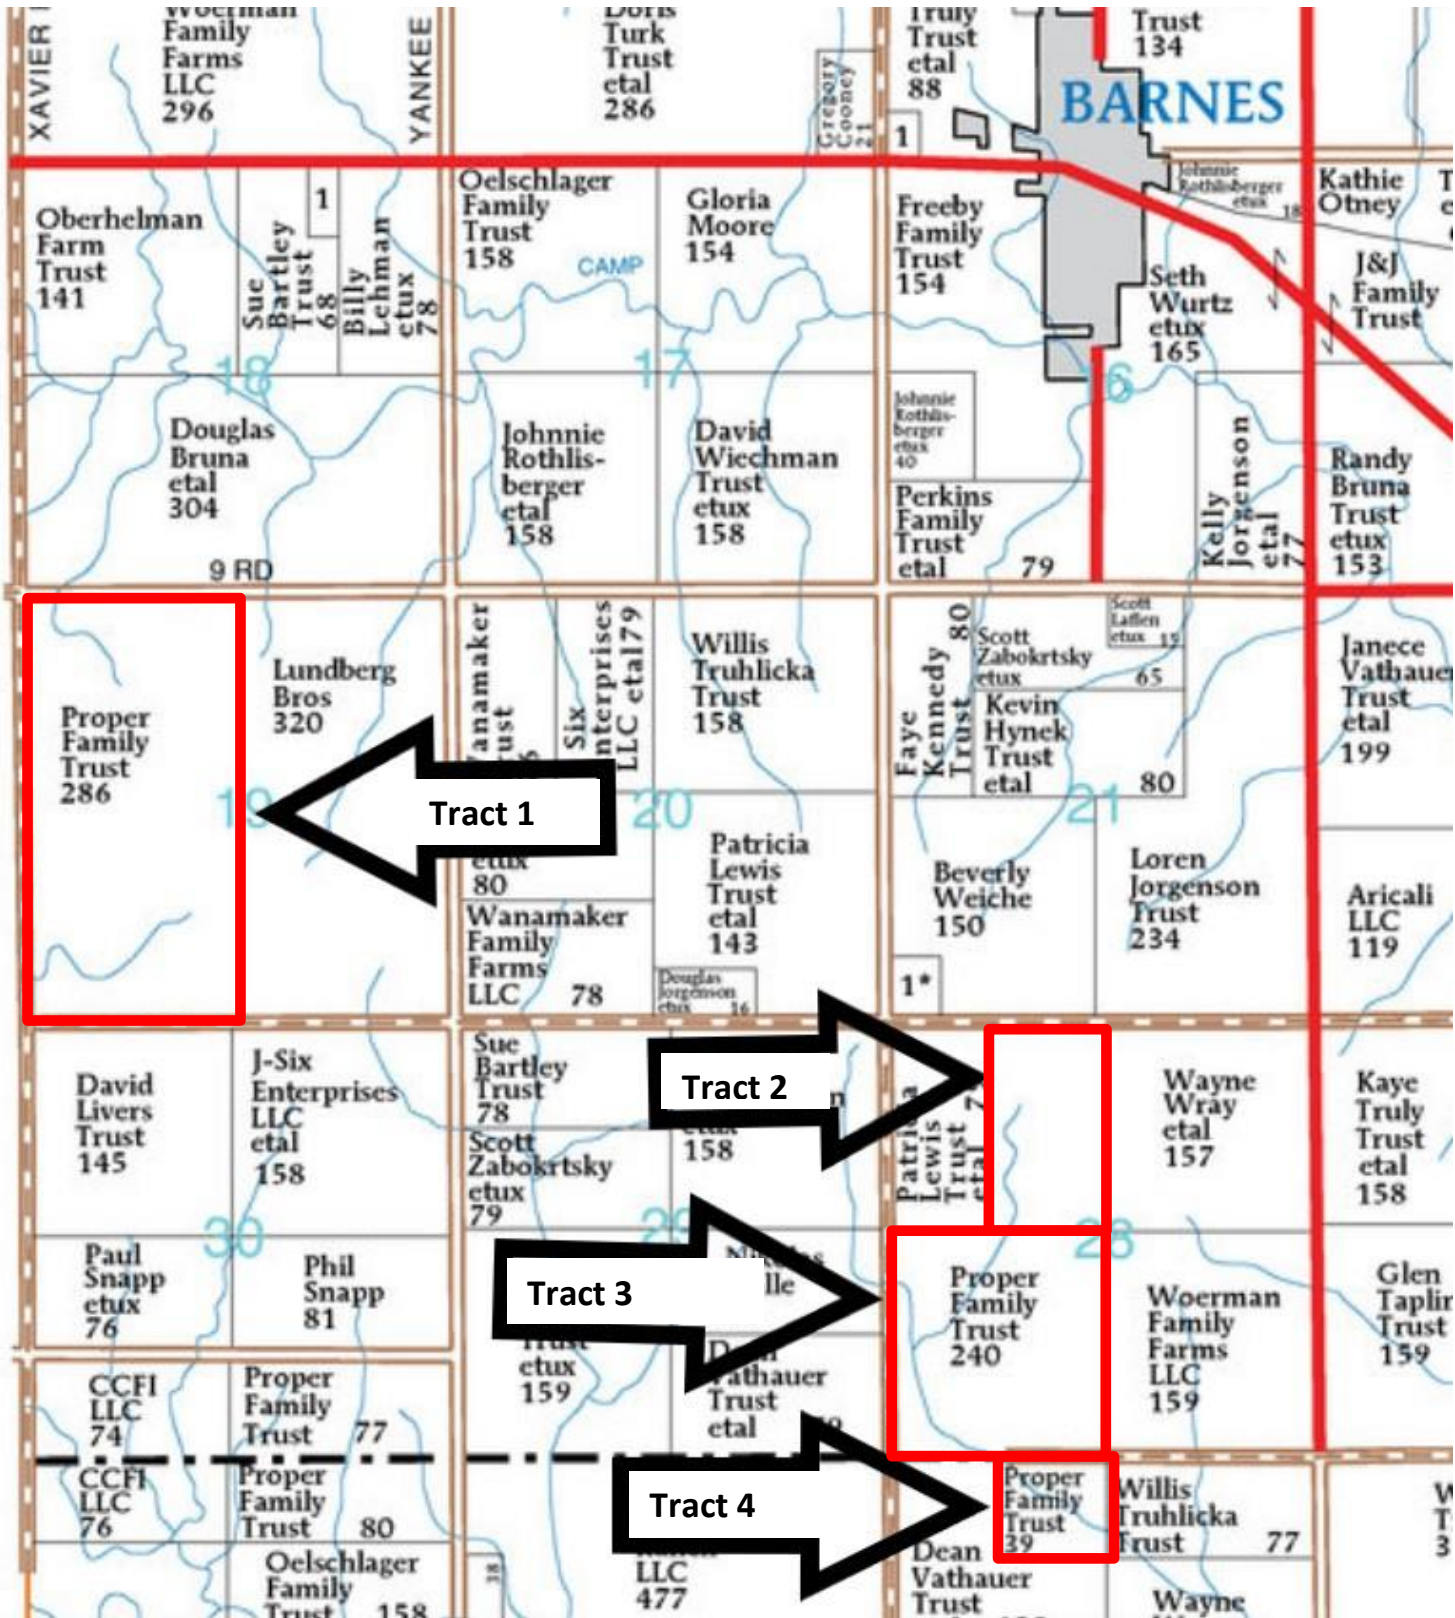 XAVIER
Woerman
Family
Farms
LLC
296
YANKEE
Doris
Turk
Trust
etal
286
Gregory
Cooney
21
Truly
Trust
etal
88
1
Trust
134
BARNES
Oberhelman
Farm
Trust
141
Sue
Bartley
Trust
68
1
Billy
Lehman
etux
78
Oelschlager
Family
Trust
158
CAMP
Gloria
Moore
154
Freeby
Family
Trust
154
Johnnie
Rothlisberger
etux
18
Seth
Wurtz
etux
165
Kathie
Otney
J&J
Family
Trust
18
17
16
Douglas
Bruna
etal
304
9 RD
Johnnie
Rothlis-
berger
etal
158
David
Wiechman
Trust
etux
158
Johnnie
Rothlis-
berger
etux
40
Perkins
Family
Trust
etal 79
Kelly
Jorgenson
etal
77
Randy
Bruna
Trust
etux
153
Proper
Family
Trust
286
Lundberg
Bros
320
19
Tract 1
Six
LLC etal 79
Willis
Truhlicka
Trust
158
20
etux
80
Wanamaker
Family
Farms
LLC 78
Patricia
Lewis
Trust
etal
143
Douglas
Jorgenson
etux 16
Faye
Kennedy
Trust 80
Scott
Zabokrtsky
etux 65
Scott
Laflen
etux 15
Kevin
Hynek
Trust
etal 80
21
Beverly
Weiche
150
1*
Loren
Jorgenson
Trust
234
Janece
Vathauer
Trust
etal
199
Aricali
LLC
119
David
Livers
Trust
145
J-Six
Enterprises
LLC
etal
158
30
Paul
Snapp
etux
76
Phil
Snapp
81
Sue
Bartley
Trust
78
Scott
Zabokrtsky
etux
79
Tract 2
etux
158
Lewis
Trust
etal
Wayne
Wray
etal
157
Kaye
Truly
Trust
etal
158
Tract 3
Trust
etux
159
Vathauer
Trust
etal
Proper
Family
Trust
240
28
Woerman
Family
Farms
LLC
159
Glen
Trust
159
CCFI
LLC
74
Proper
Family
Trust 77
CCFI
LLC
76
Proper
Family
Trust 80
Oelschlager
Family
Trust 158
38
Tract 4
LLC
477
Proper
Family
Trust
39
Willis
Truhlicka
Trust 77
Dean
Vathauer
Trust
Wayne